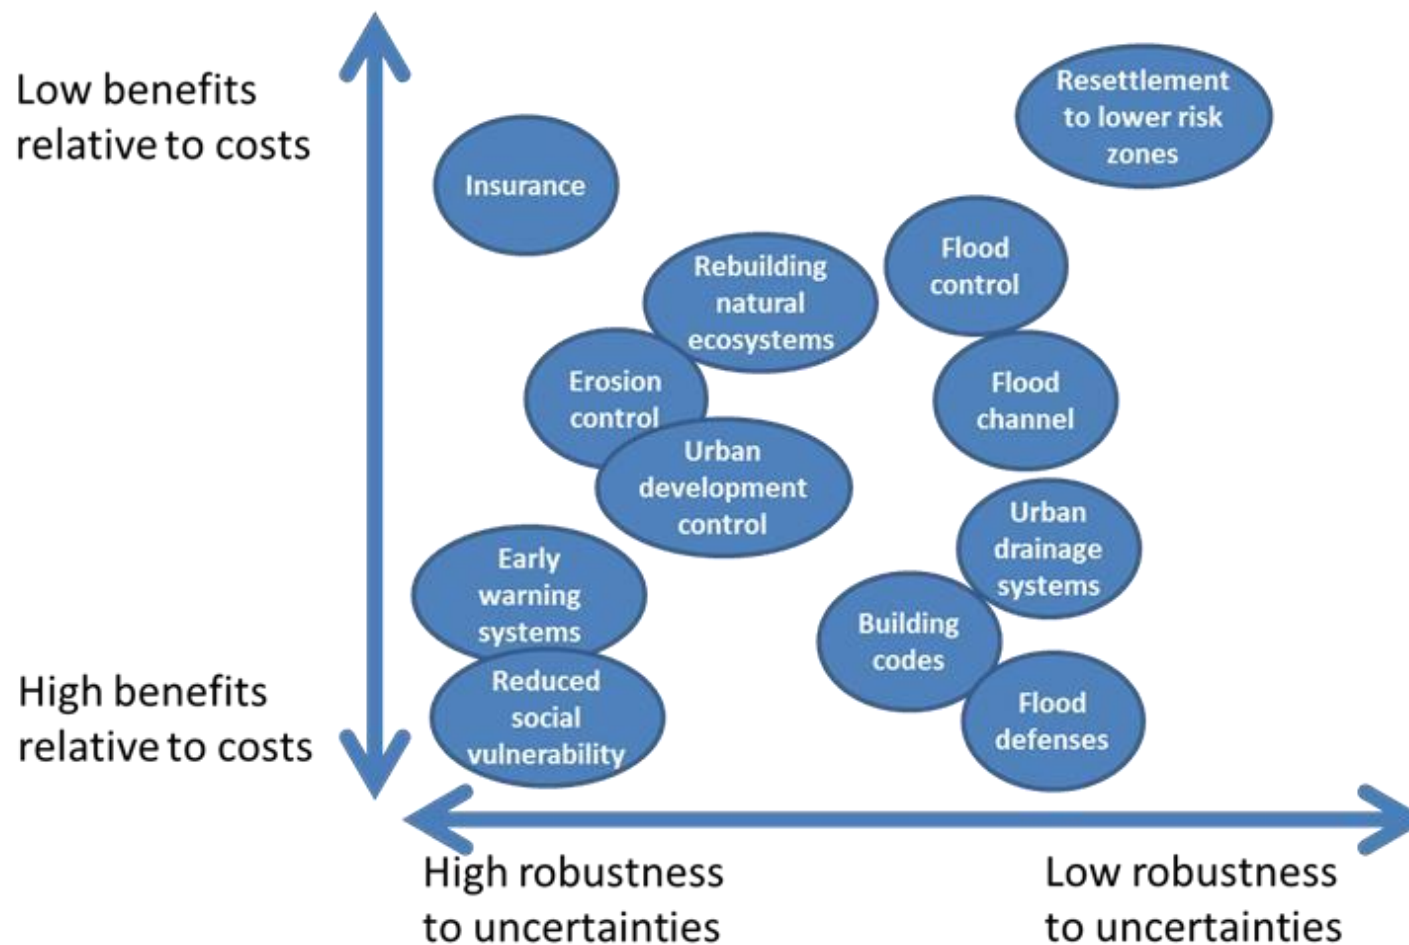 Low benefits
relative to costs
Resettlement
to lower risk
zones
Insurance
Flood
control
Rebuilding
natural
ecosystems
Erosion
control
Flood
channel
Urban
development
control
Urban
drainage
systems
Early
warning
systems
Building
codes
High benefits
relative to costs
Reduced
social
vulnerability
Flood
defenses
High robustness
to uncertainties
Low robustness
to uncertainties